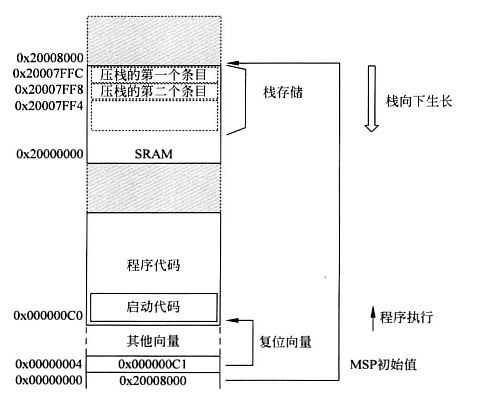 0x20008000
0x20007FFC 压栈的第一个条目
0x20007FF8 压栈的第二个条目
0x20007FF4
栈存储
栈向下生长
0x20000000 SRAM
程序代码
启动代码
0x000000C0
程序执行
其他向量
复位向量
0x00000004 0x000000C1
MSP初始值
0x00000000 0x20008000